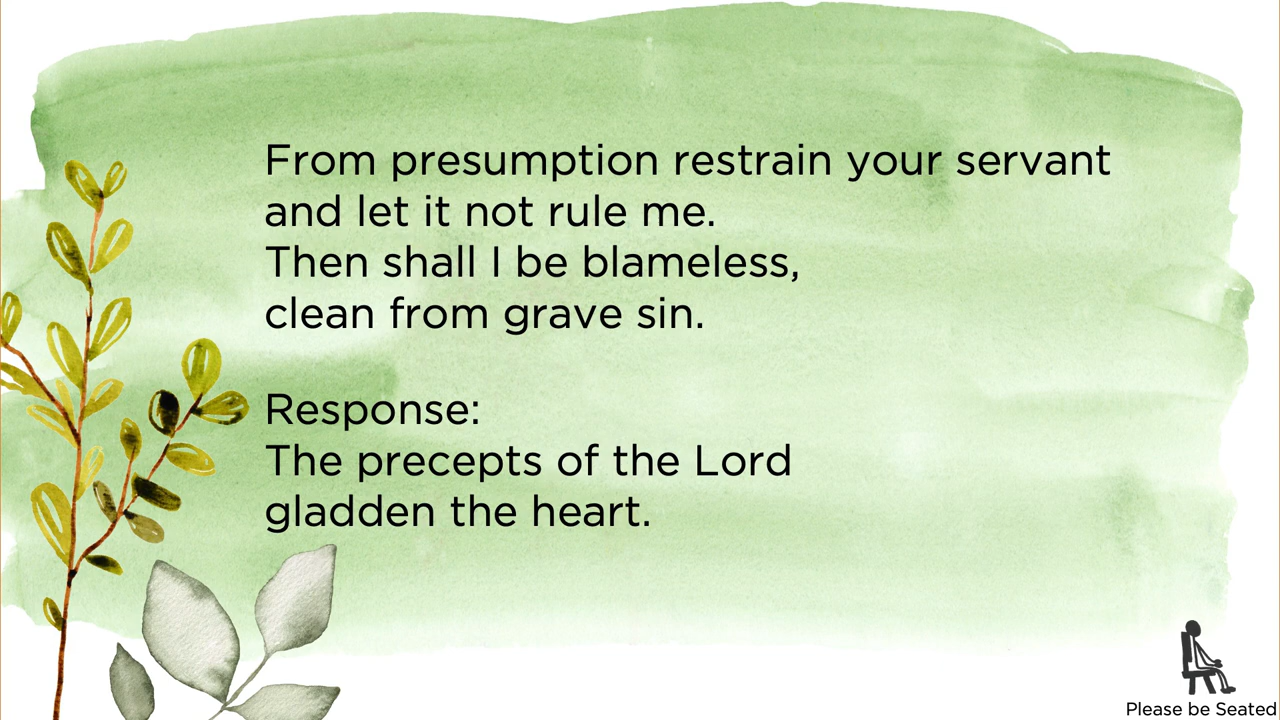 From presumption restrain your servant
and let it not rule me.
Then shall I be blameless,
clean from grave sin.
Response:
The precepts of the Lord
gladden the heart.
Please be Seated